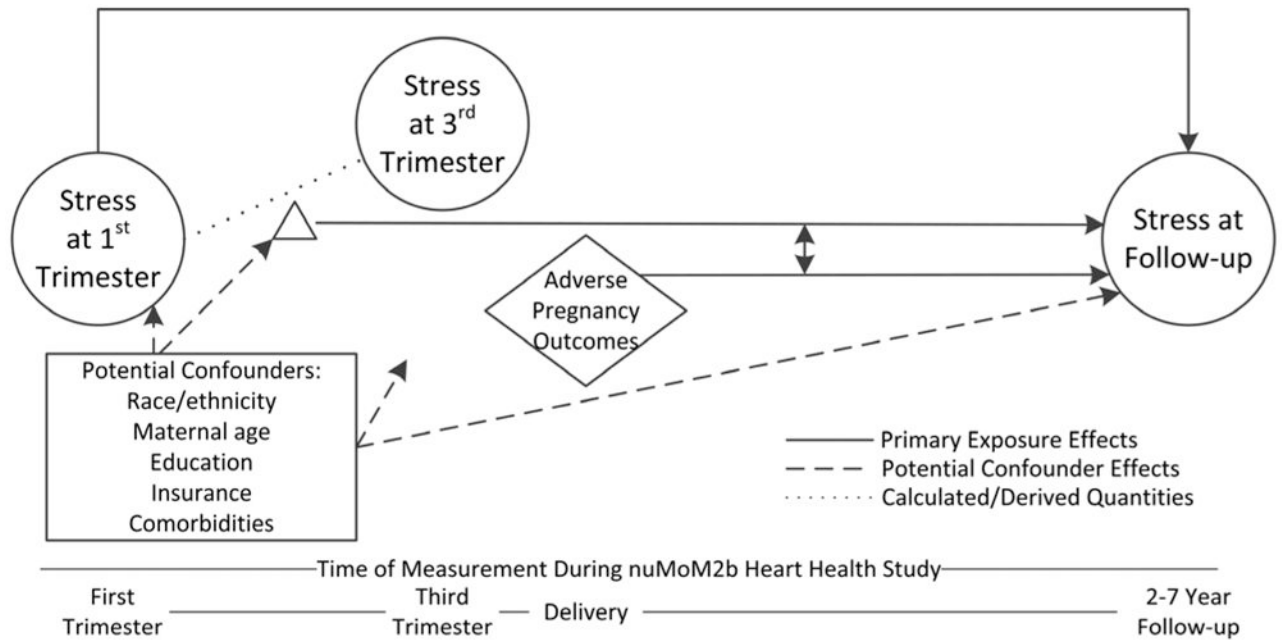 Stress
at 3rd
Trimester
Stress
at 1st
Trimester
Stress at
Follow-up
Adverse
Pregnancy
Outcomes
Potential Confounders:
Race/ethnicity
Maternal age
Education
Insurance
Comorbidities
Primary Exposure Effects
Potential Confounder Effects
Calculated/Derived Quantities
Time of Measurement During nuMoM2b Heart Health Study
First
Trimester
Third
Trimester
Delivery
2-7 Year
Follow-up